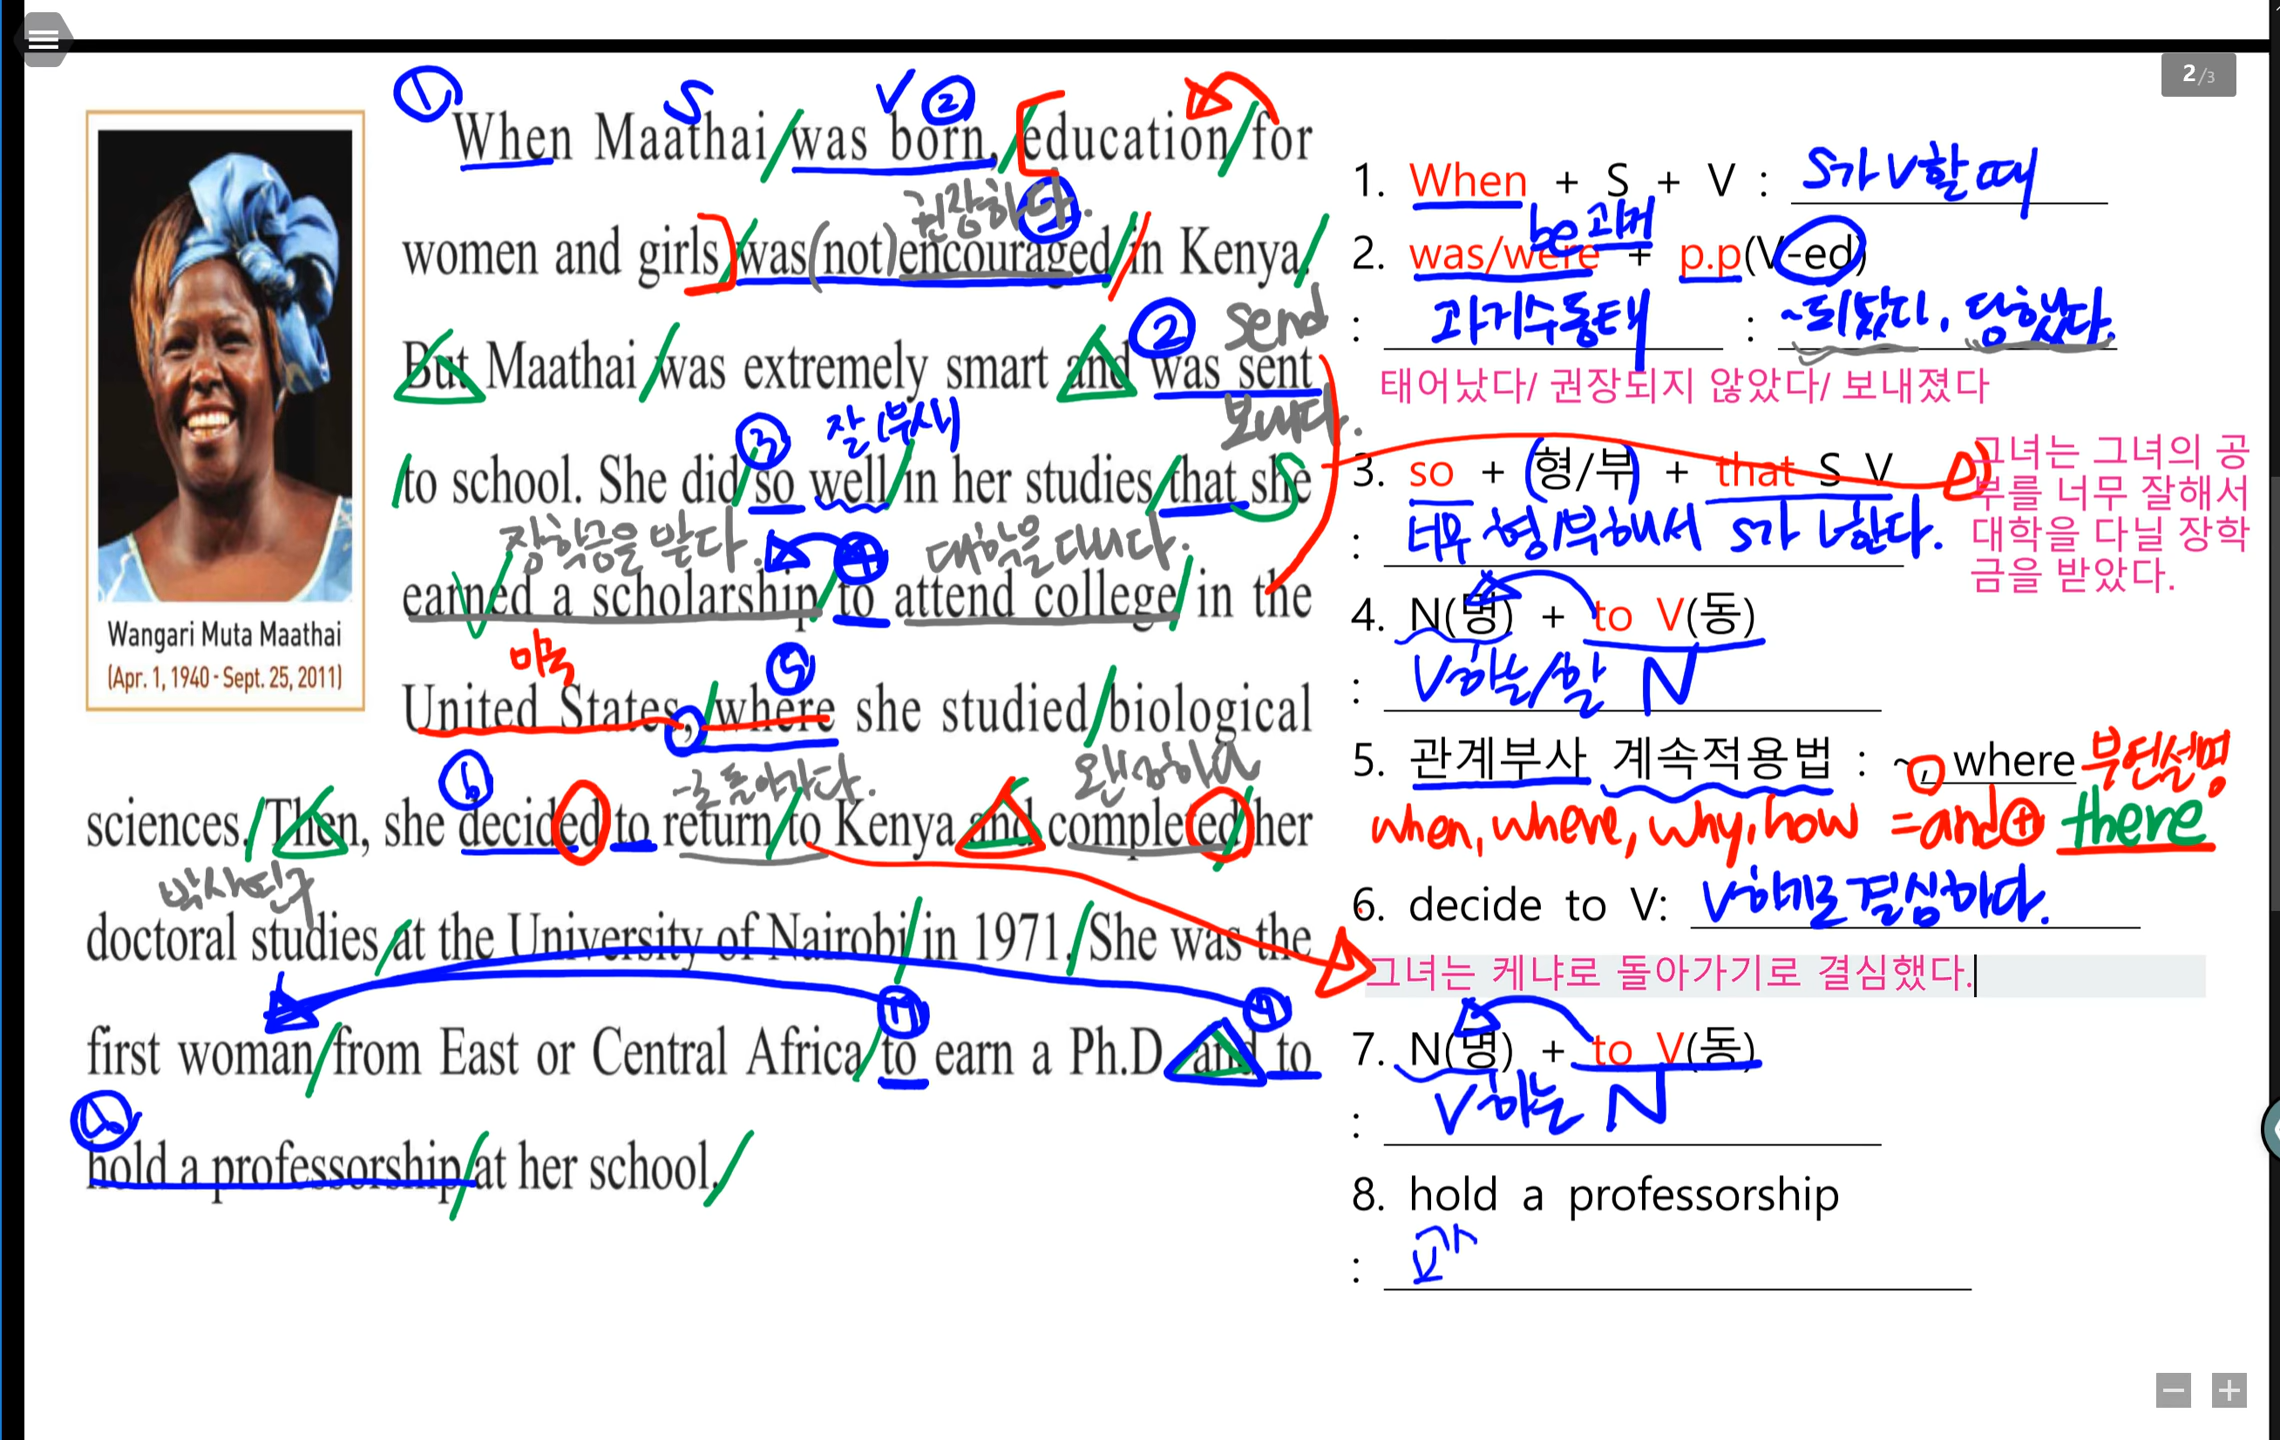 2/3
① S V ②
When Maathai was born, education for
권장하다. ②
women and girls was (not) encouraged in Kenya.
② send
But Maathai was extremely smart and was sent
③ 잘(부사) 보내다.
to school. She did so well in her studies that she
S
장학금을 받다. ④ 대학을 다니다.
earned a scholarship to attend college in the
V
미국 ⑤
United States, where she studied biological
⑥ ~로 돌아가다. 완성하다
sciences. Then, she decided to return to Kenya and completed her
박사연구
doctoral studies at the University of Nairobi in 1971. She was the
⑦
first woman from East or Central Africa to earn a Ph.D and to
hold a professorship at her school.
Wangari Muta Maathai
(Apr. 1, 1940 - Sept. 25, 2011)
1. When + S + V : S가 V할 때
be 과거
2. was/were + p.p(V-ed)
: 과거수동태 : ~되었다, 당했다.
태어났다/ 권장되지 않았다/ 보내졌다
3. so + (형/부) + that S V
: 너무 형/부해서 S가 V한다.
그녀는 그녀의 공
부를 너무 잘해서
대학을 다닐 장학
금을 받았다.
4. N(명) + to V(동)
: V하는/할 N
5. 관계부사 계속적용법 : ~, where 부연설명
when, where, why, how = and + there
6. decide to V: V하기로 결심하다.
그녀는 케냐로 돌아가기로 결심했다.
7. N(명) + to V(동)
: V하는 N
8. hold a professorship
: